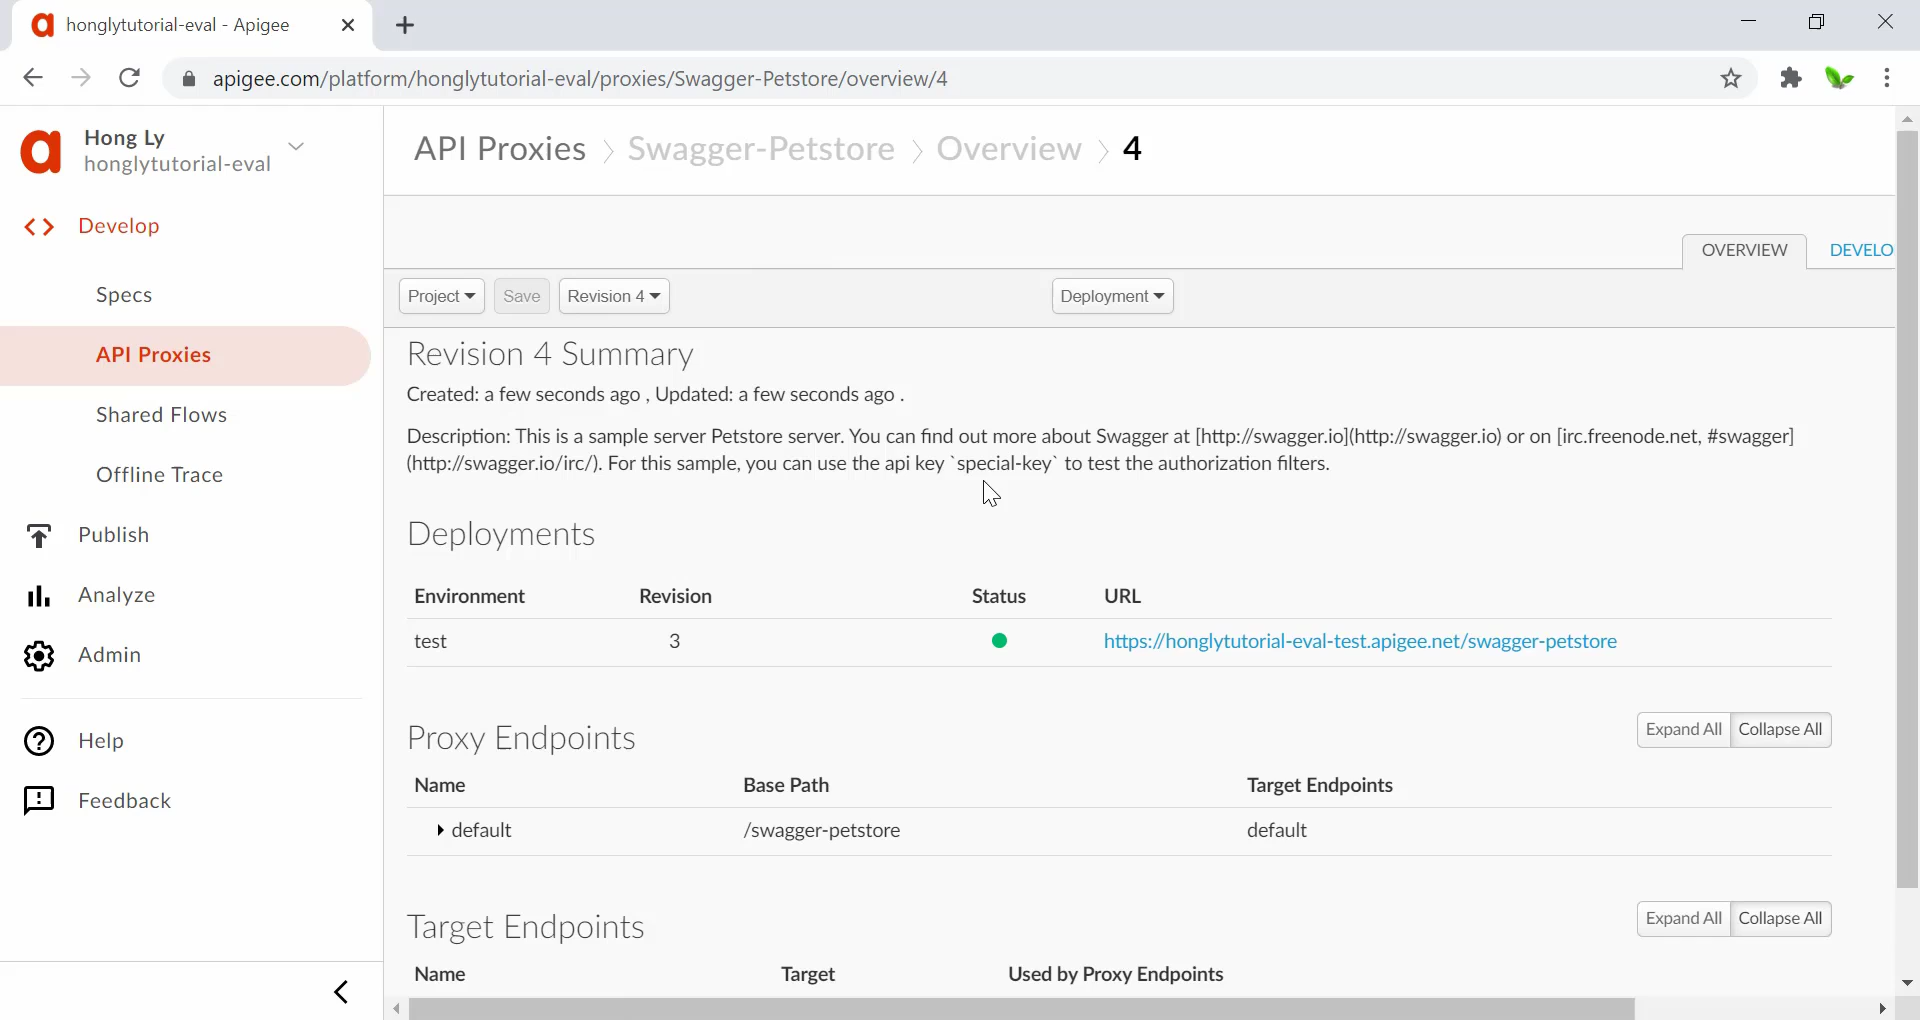 honglytutorial-eval - Apigee
apigee.com/platform/honglytutorial-eval/proxies/Swagger-Petstore/overview/4
Hong Ly
honglytutorial-eval
Develop
Specs
API Proxies
Shared Flows
Offline Trace
Publish
Analyze
Admin
Help
Feedback
API Proxies > Swagger-Petstore > Overview > 4
OVERVIEW DEVELO
Project Save Revision 4 Deployment
Revision 4 Summary
Created: a few seconds ago , Updated: a few seconds ago .
Description: This is a sample server Petstore server. You can find out more about Swagger at [http://swagger.io](http://swagger.io) or on [irc.freenode.net, #swagger]
(http://swagger.io/irc/). For this sample, you can use the api key `special-key` to test the authorization filters.
Deployments
Environment Revision Status URL
test 3 https://honglytutorial-eval-test.apigee.net/swagger-petstore
Proxy Endpoints
Expand All Collapse All
Name Base Path Target Endpoints
default /swagger-petstore default
Target Endpoints
Expand All Collapse All
Name Target Used by Proxy Endpoints